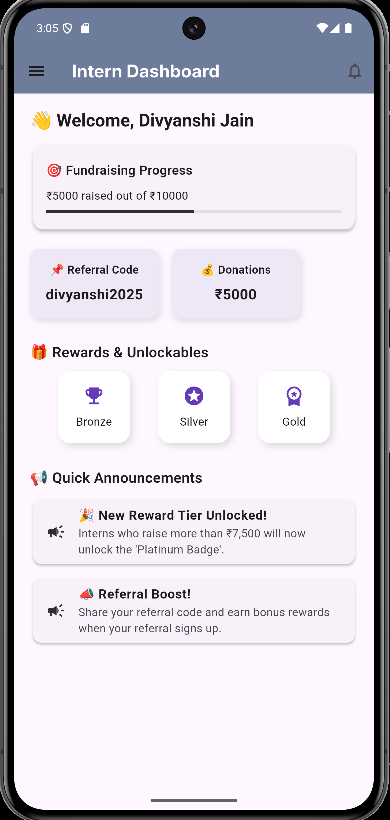 3:05
Intern Dashboard
👋 Welcome, Divyanshi Jain
🎯 Fundraising Progress
₹5000 raised out of ₹10000
📌 Referral Code
divyanshi2025
💰 Donations
₹5000
🎁 Rewards & Unlockables
Bronze
Silver
Gold
📢 Quick Announcements
🎉 New Reward Tier Unlocked!
Interns who raise more than ₹7,500 will now
unlock the 'Platinum Badge'.
📣 Referral Boost!
Share your referral code and earn bonus rewards
when your referral signs up.